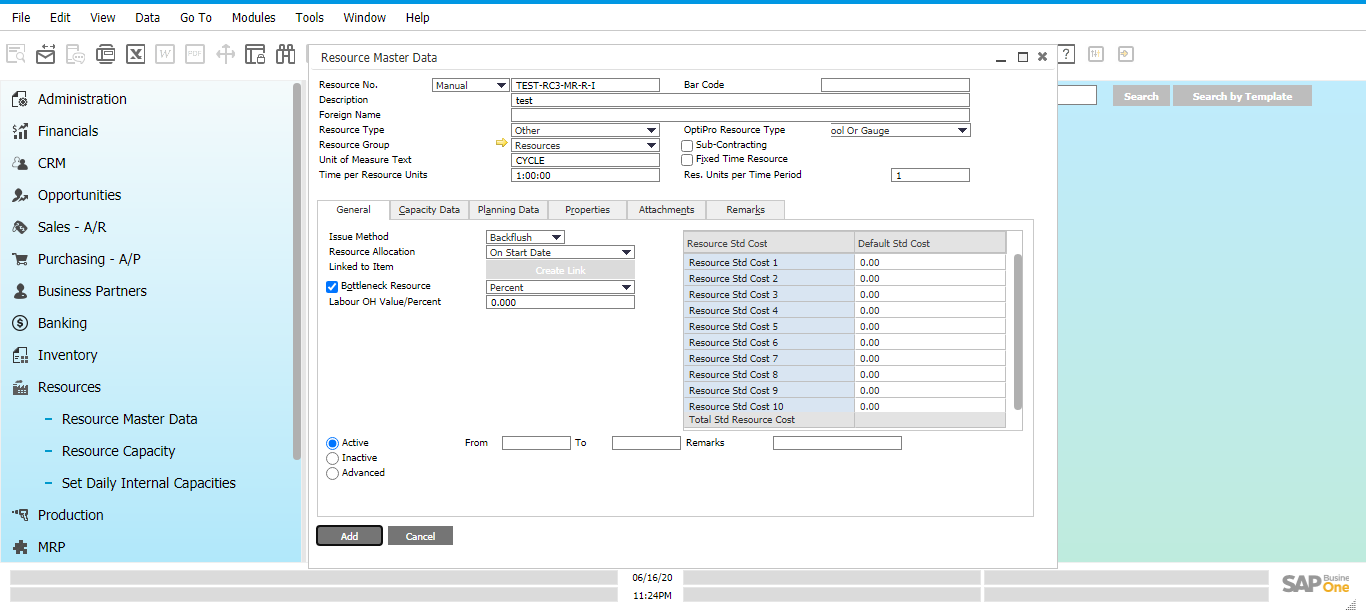 File Edit View Data Go To Modules Tools Window Help
Resource Master Data
Search Search by Template
Administration
Financials
CRM
Opportunities
Sales - A/R
Purchasing - A/P
Business Partners
Banking
Inventory
Resources
Resource Master Data
Resource Capacity
Set Daily Internal Capacities
Production
MRP
Resource No. Manual TEST-RC3-MR-R-I Bar Code
Description test
Foreign Name
Resource Type Other OptiPro Resource Type ool Or Gauge
Resource Group Resources Sub-Contracting
Unit of Measure Text CYCLE Fixed Time Resource
Time per Resource Units 1:00:00 Res. Units per Time Period 1
General Capacity Data Planning Data Properties Attachments Remarks
Issue Method Backflush
Resource Allocation On Start Date
Linked to Item Create Link
Bottleneck Resource Percent
Labour OH Value/Percent 0.000
Resource Std Cost Default Std Cost
Resource Std Cost 1 0.00
Resource Std Cost 2 0.00
Resource Std Cost 3 0.00
Resource Std Cost 4 0.00
Resource Std Cost 5 0.00
Resource Std Cost 6 0.00
Resource Std Cost 7 0.00
Resource Std Cost 8 0.00
Resource Std Cost 9 0.00
Resource Std Cost 10 0.00
Total Std Resource Cost
Active From To Remarks
Inactive
Advanced
Add Cancel
06/16/20
11:24PM
SAP Busine
One